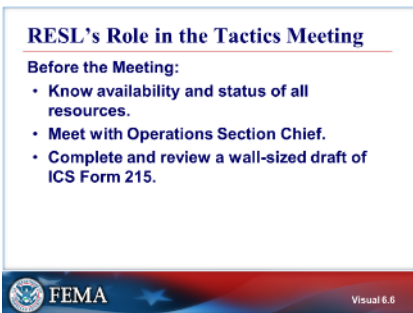 RESL's Role in the Tactics Meeting
Before the Meeting:
• Know availability and status of all
resources.
• Meet with Operations Section Chief.
• Complete and review a wall-sized draft of
ICS Form 215.
FEMA
Visual 6.6